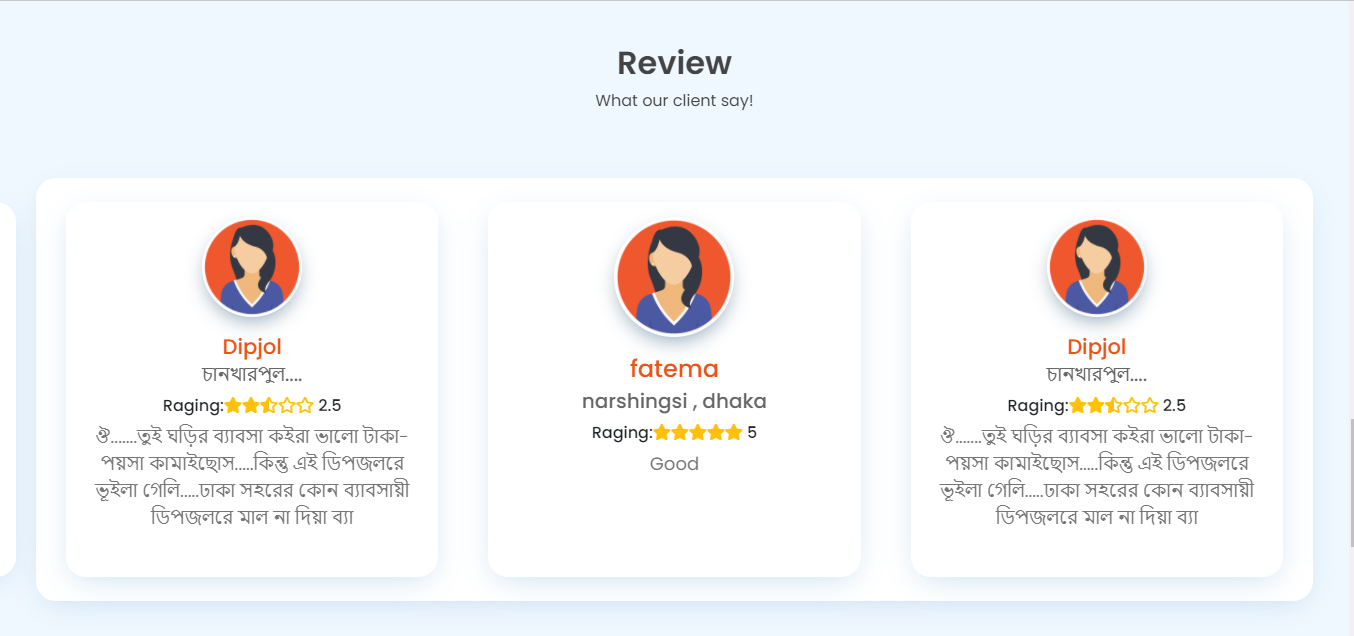 Review
What our client say!
Dipjol
চানখারপুল....
Raging: 2.5
ঔ.......তুই ঘড়ির ব্যাবসা কইরা ভালো টাকা-
পয়সা কামাইছোস.....কিন্তু এই ডিপজলরে
ভূইলা গেলি.....ঢাকা সহরের কোন ব্যাবসায়ী
ডিপজলরে মাল না দিয়া ব্যা
fatema
narshingsi , dhaka
Raging: 5
Good
Dipjol
চানখারপুল....
Raging: 2.5
ঔ.......তুই ঘড়ির ব্যাবসা কইরা ভালো টাকা-
পয়সা কামাইছোস.....কিন্তু এই ডিপজলরে
ভূইলা গেলি.....ঢাকা সহরের কোন ব্যাবসায়ী
ডিপজলরে মাল না দিয়া ব্যা